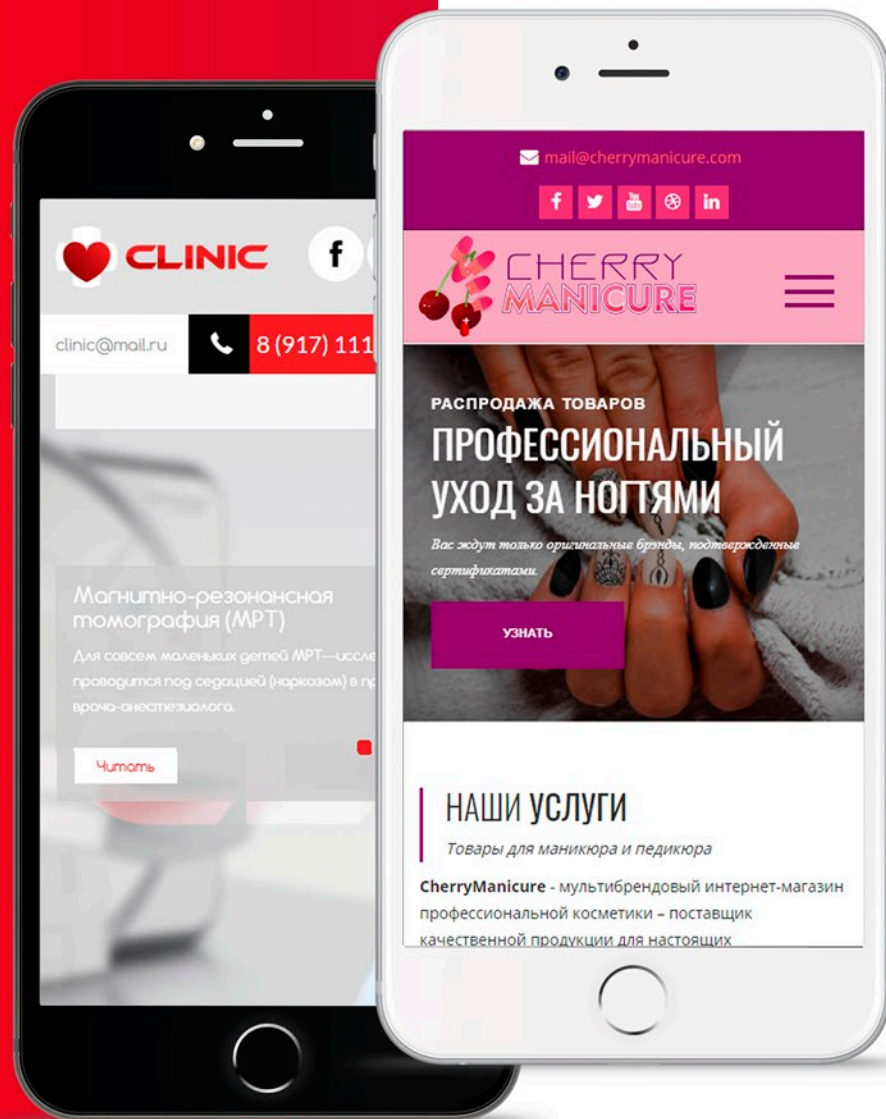 CLINIC
clinic@mail.ru
8 (917) 111
Магнитно-резонансная
томография (МРТ)
Для совсем маленьких детей МРТ—иссле
проводится под седацией (наркозом) в пр
врача-анестезиолога.
Читать
mail@cherrymanicure.com
CHERRY
MANICURE
РАСПРОДАЖА ТОВАРОВ
ПРОФЕССИОНАЛЬНЫЙ
УХОД ЗА НОГТЯМИ
Вас ждут только оригинальные брэнды, подтвержденные
сертификатами.
УЗНАТЬ
НАШИ УСЛУГИ
Товары для маникюра и педикюра
CherryManicure - мультибрендовый интернет-магазин
профессиональной косметики – поставщик
качественной продукции для настоящих